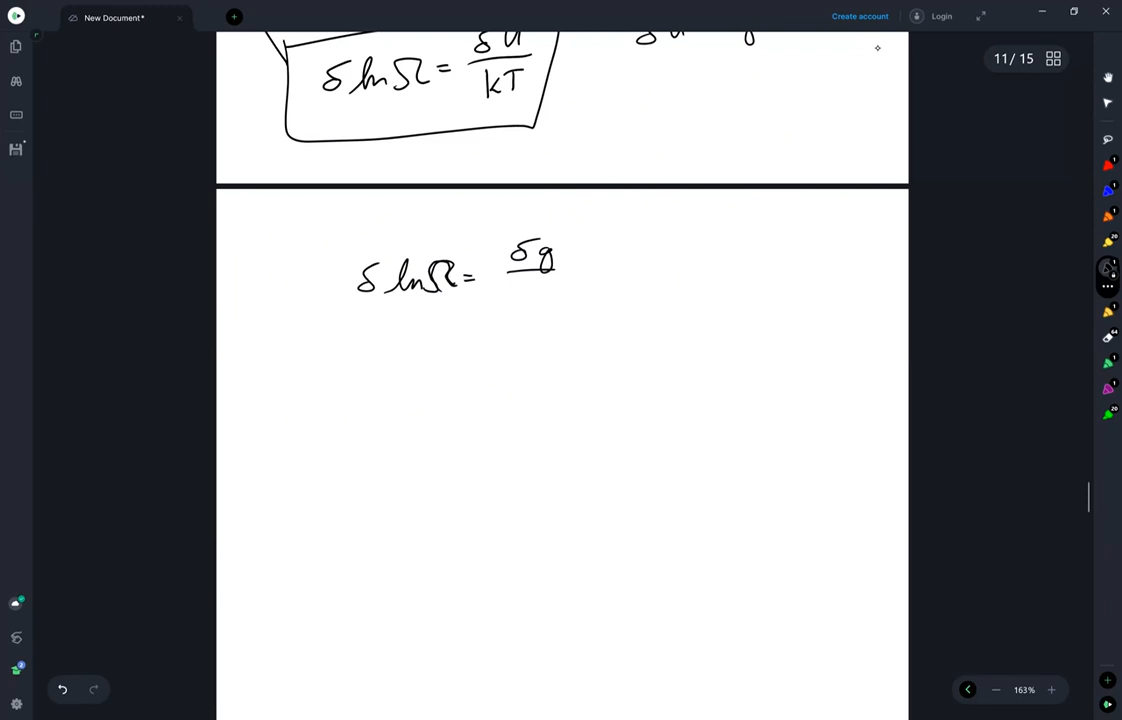 New Document*
Create account
Login
11/ 15
δ ln Ω = δU / kT
δ ln Ω = δq
163%